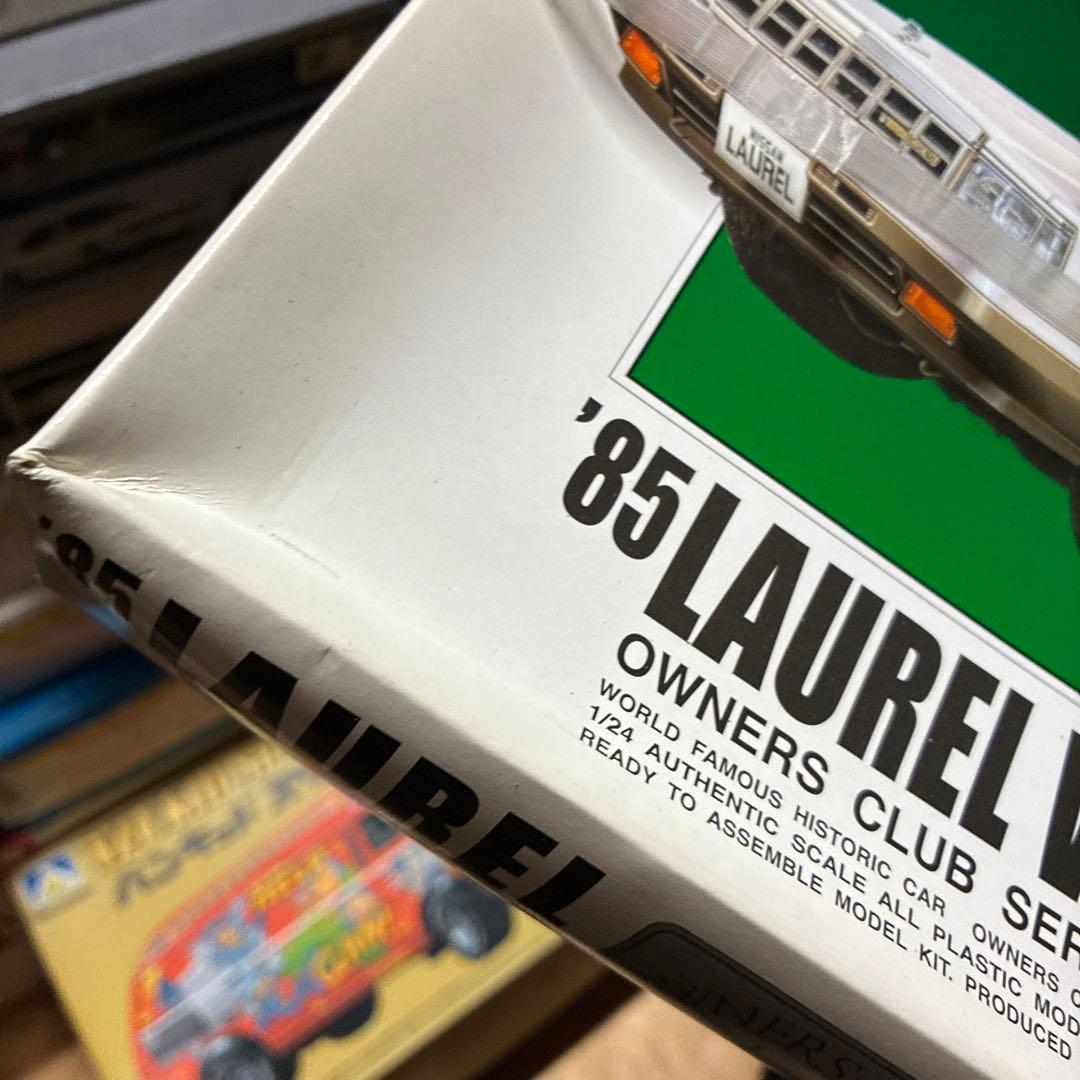 NISSAN
LAUREL
'85 LAUREL
OWNERS CLUB SER
WORLD FAMOUS HISTORIC CAR OWNERS C
1/24 AUTHENTIC SCALE ALL PLASTIC MOD
READY TO ASSEMBLE MODEL KIT. PRODUCED
'85 LAUREL
OWNERS